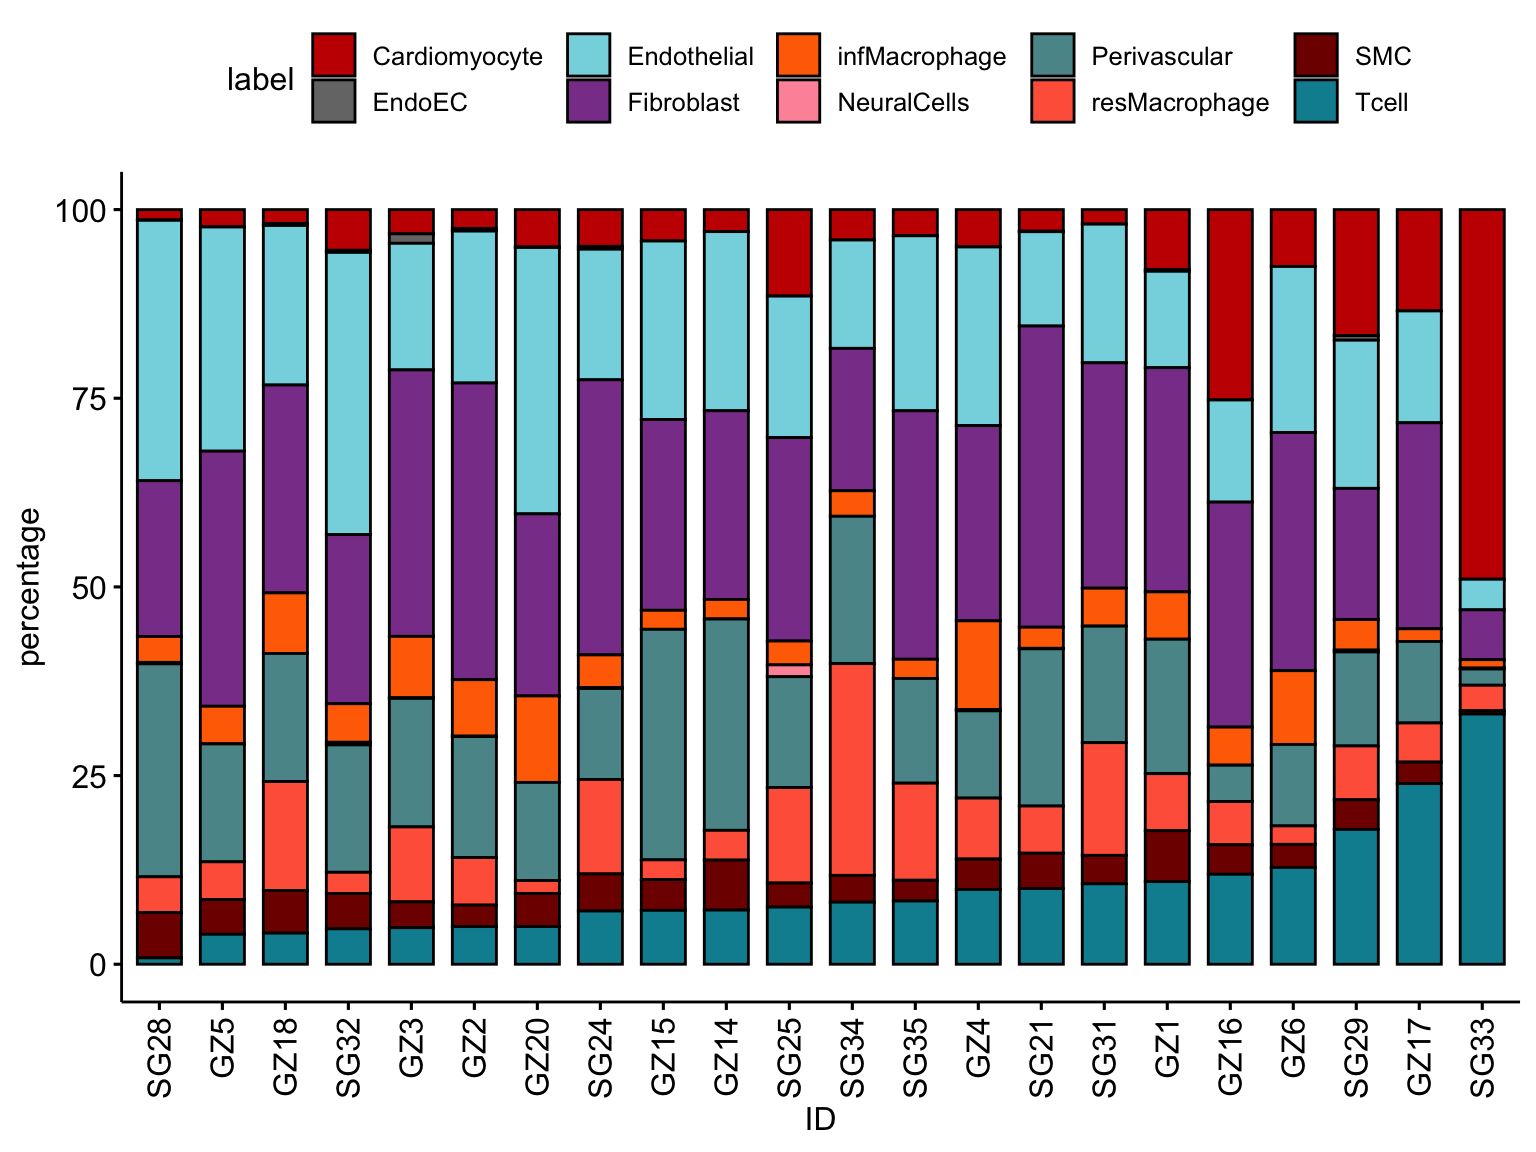 label
Cardiomyocyte Endothelial infMacrophage Perivascular SMC
EndoEC Fibroblast NeuralCells resMacrophage Tcell
percentage
100
75
50
25
0
SG28 GZ5 GZ18 SG32 GZ3 GZ2 GZ20 SG24 GZ15 GZ14 SG25 SG34 SG35 GZ4 SG21 SG31 GZ1 GZ16 GZ6 SG29 GZ17 SG33
ID